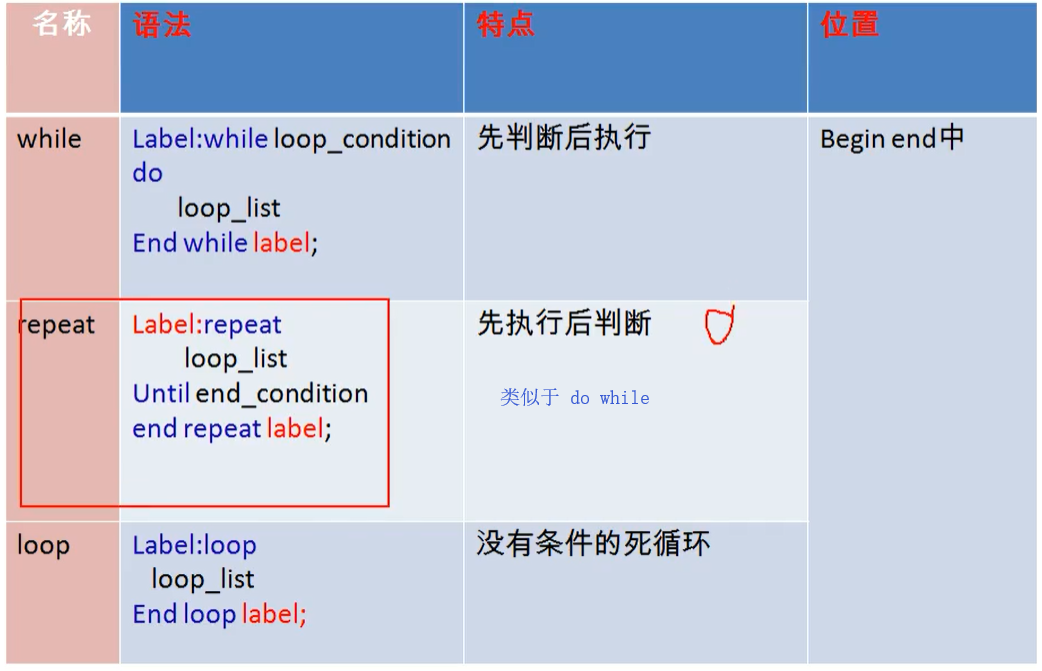 名称 语法 特点 位置
while
Label:while loop_condition
do
loop_list
End while label;
先判断后执行
Begin end中
repeat
Label:repeat
loop_list
Until end_condition
end repeat label;
先执行后判断
类似于 do while
loop
Label:loop
loop_list
End loop label;
没有条件的死循环